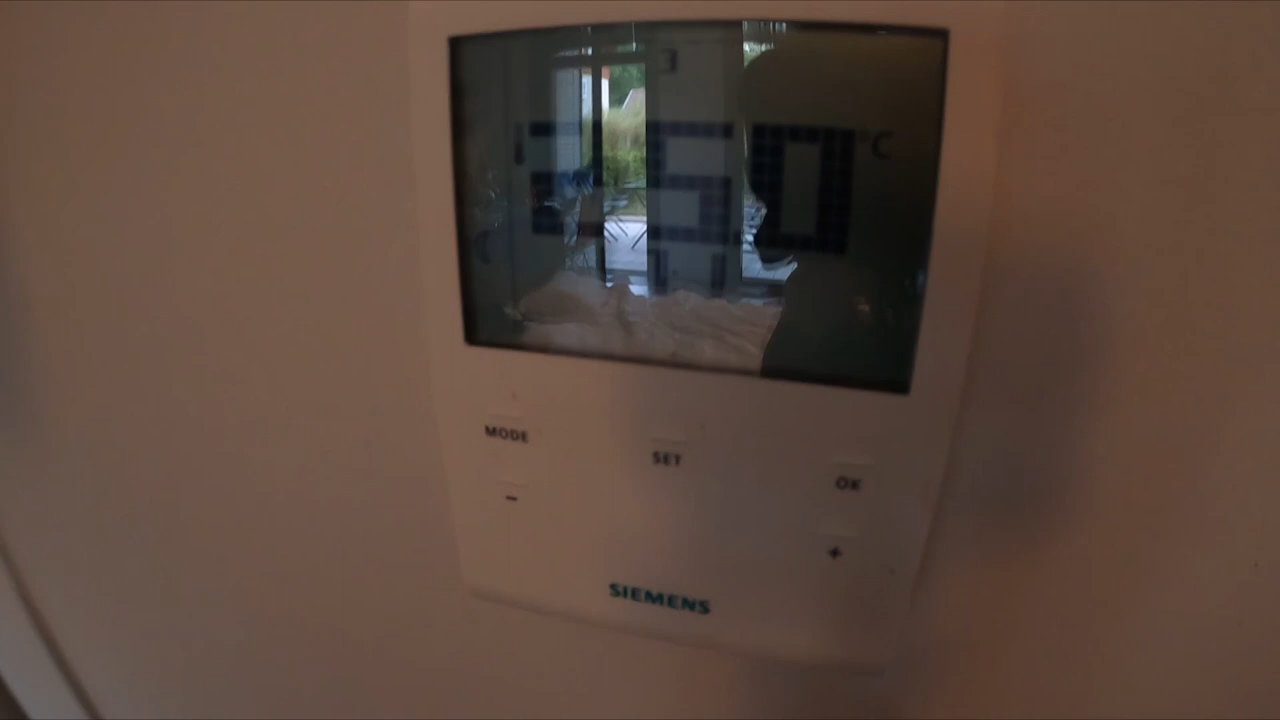 °C
MODE
SET
OK
-
+
SIEMENS